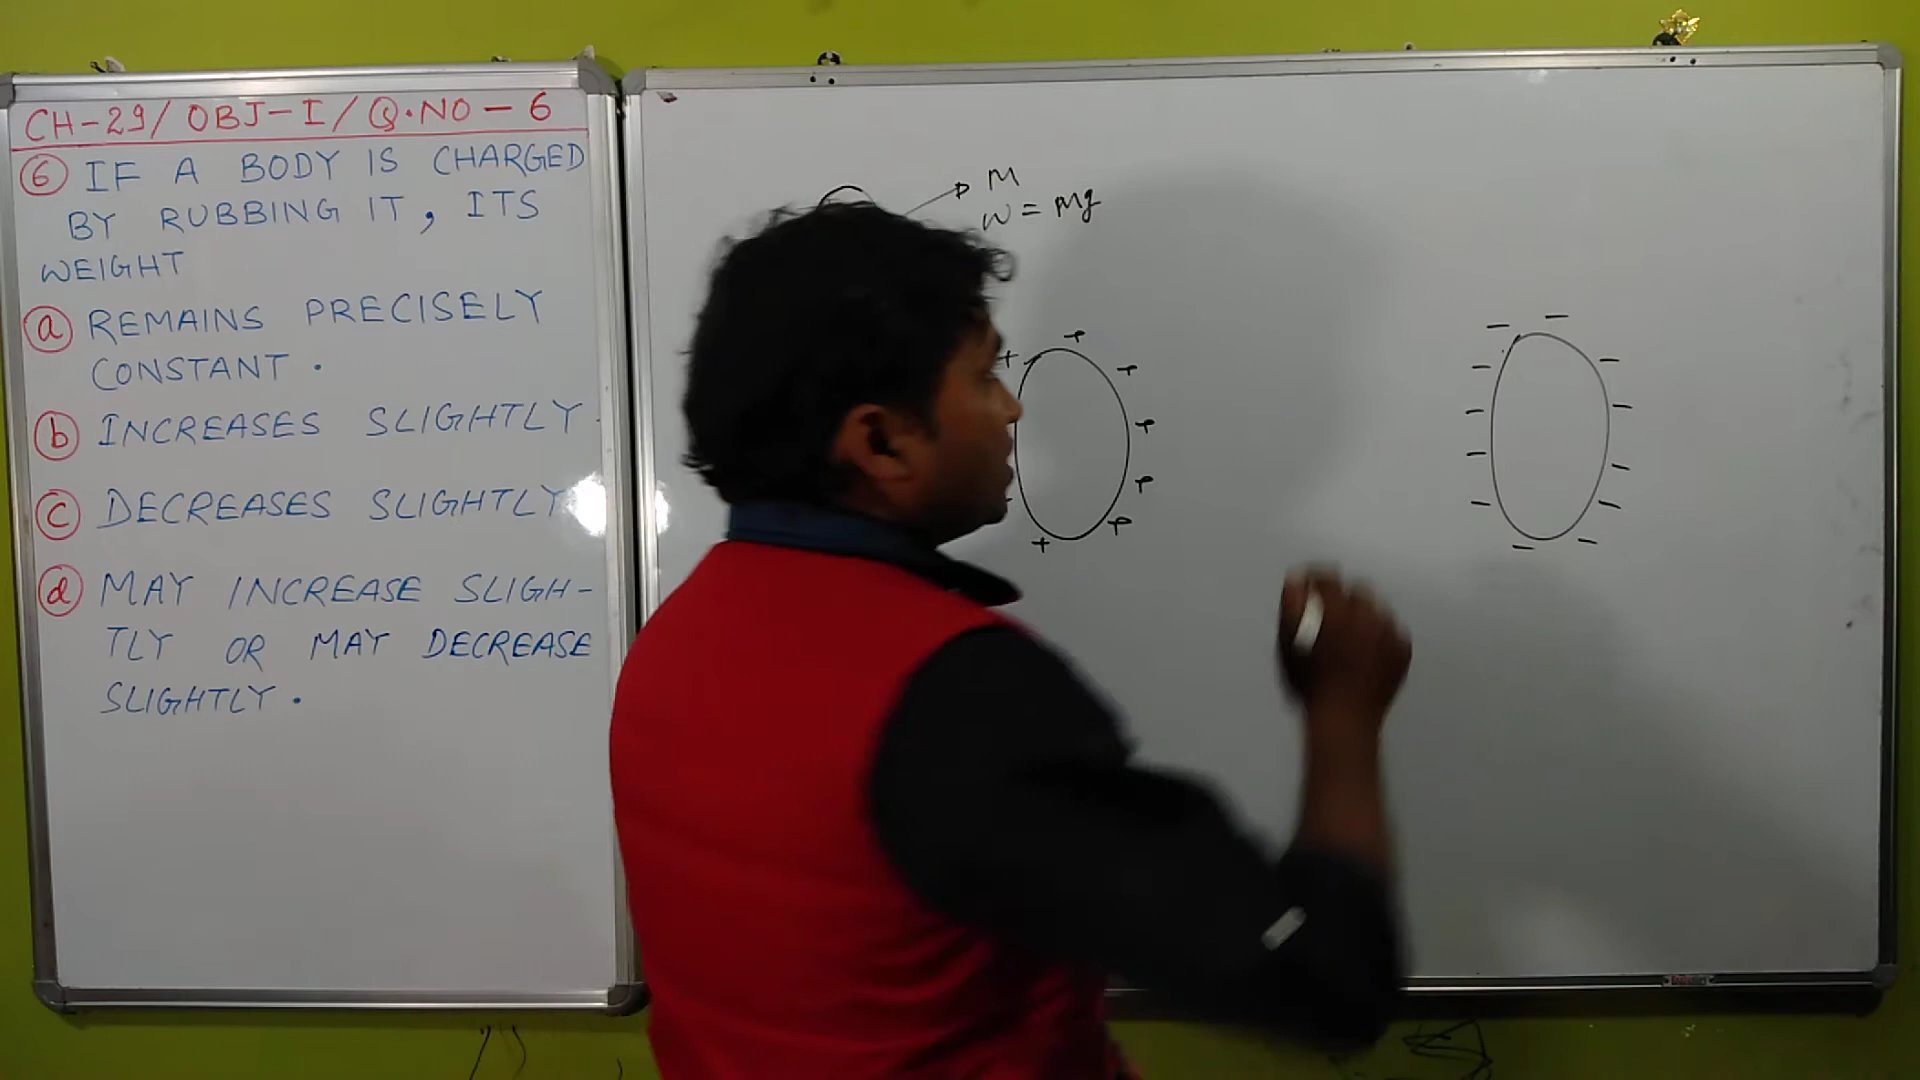 CH-29/ OBJ-I/ Q.NO-6
6 IF A BODY IS CHARGED
BY RUBBING IT, ITS
WEIGHT
a REMAINS PRECISELY
CONSTANT.
b INCREASES SLIGHTLY.
c DECREASES SLIGHTLY
d MAY INCREASE SLIGH-
TLY OR MAY DECREASE
SLIGHTLY.
M
W = Mg
+ + + + + + + +
- - - - - - - - - - - - -